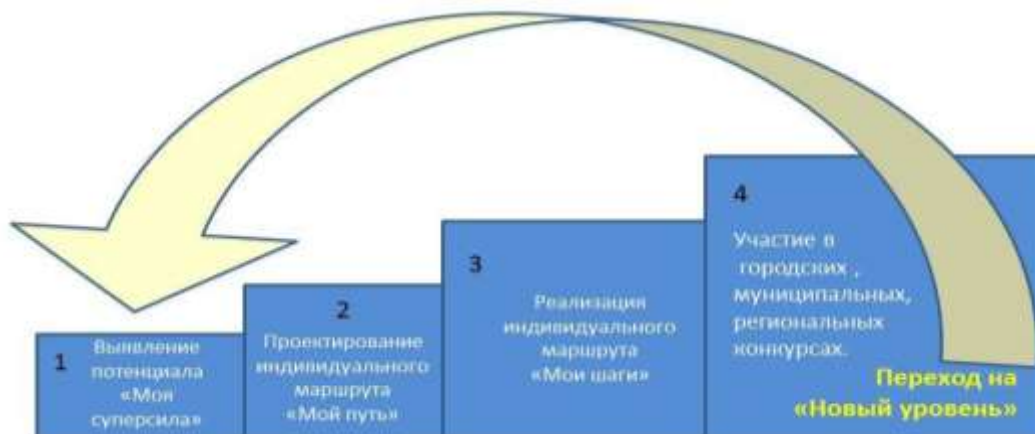 1
Выявление
потенциала
«Моя
суперсила»
2
Проектирование
индивидуального
маршрута
«Мой путь»
3
Реализация
индивидуального
маршрута
«Мои шаги»
4
Участие в
городских ,
муниципальных,
региональных
конкурсах.
Переход на
«Новый уровень»